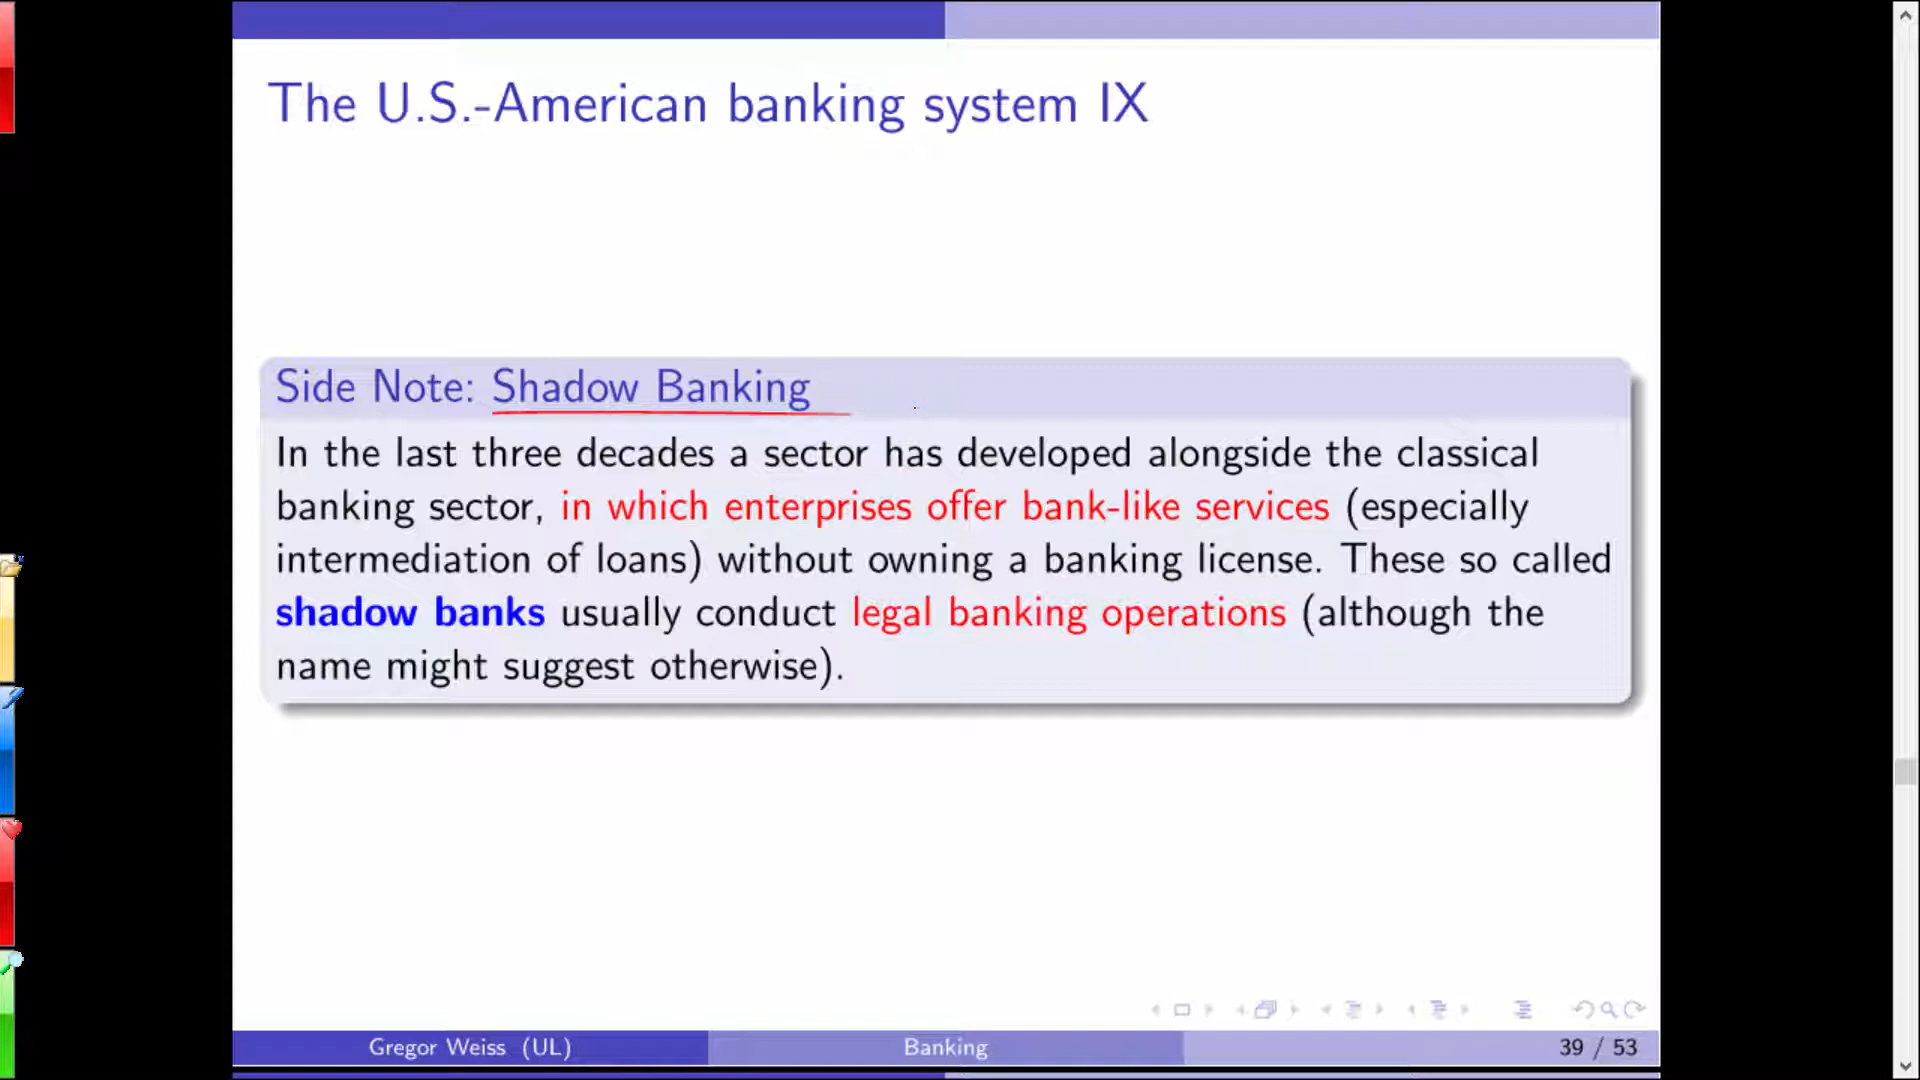 The U.S.-American banking system IX
Side Note: Shadow Banking
In the last three decades a sector has developed alongside the classical
banking sector, in which enterprises offer bank-like services (especially
intermediation of loans) without owning a banking license. These so called
shadow banks usually conduct legal banking operations (although the
name might suggest otherwise).
Gregor Weiss (UL)
Banking
39 / 53